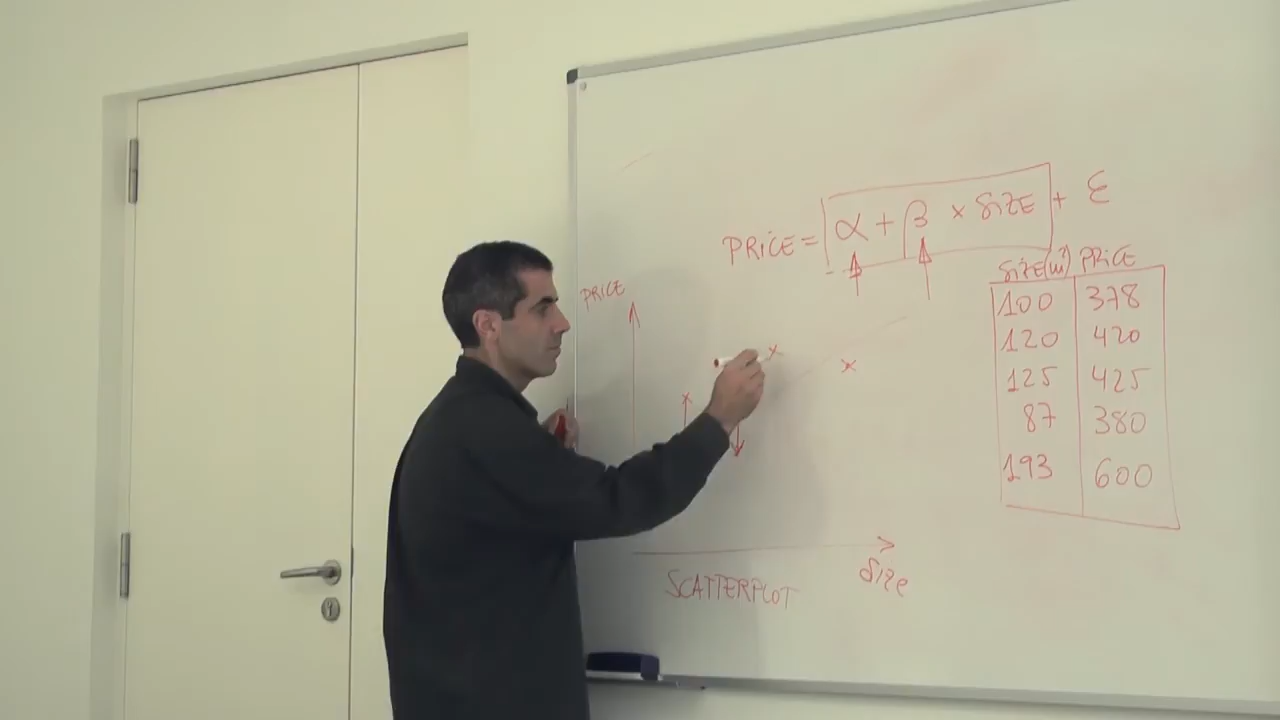 PRICE = α + β × SIZE + ε
SIZE(m²) PRICE
100 378
120 420
125 425
87 380
193 600
PRICE
size
SCATTERPLOT